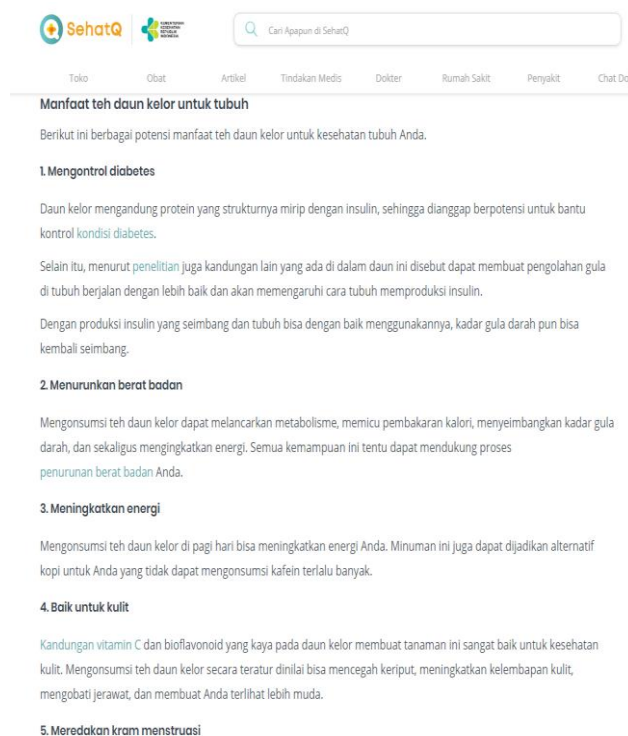 SehatQ
KEMENTERIAN
KESEHATAN
REPUBLIK
INDONESIA
Cari Apapun di SehatQ
Toko Obat Artikel Tindakan Medis Dokter Rumah Sakit Penyakit Chat Do
Manfaat teh daun kelor untuk tubuh
Berikut ini berbagai potensi manfaat teh daun kelor untuk kesehatan tubuh Anda.
1. Mengontrol diabetes
Daun kelor mengandung protein yang strukturnya mirip dengan insulin, sehingga dianggap berpotensi untuk bantu
kontrol kondisi diabetes.
Selain itu, menurut penelitian juga kandungan lain yang ada di dalam daun ini disebut dapat membuat pengolahan gula
di tubuh berjalan dengan lebih baik dan akan memengaruhi cara tubuh memproduksi insulin.
Dengan produksi insulin yang seimbang dan tubuh bisa dengan baik menggunakannya, kadar gula darah pun bisa
kembali seimbang.
2. Menurunkan berat badan
Mengonsumsi teh daun kelor dapat melancarkan metabolisme, memicu pembakaran kalori, menyeimbangkan kadar gula
darah, dan sekaligus mengingkatkan energi. Semua kemampuan ini tentu dapat mendukung proses
penurunan berat badan Anda.
3. Meningkatkan energi
Mengonsumsi teh daun kelor di pagi hari bisa meningkatkan energi Anda. Minuman ini juga dapat dijadikan alternatif
kopi untuk Anda yang tidak dapat mengonsumsi kafein terlalu banyak.
4. Baik untuk kulit
Kandungan vitamin C dan bioflavonoid yang kaya pada daun kelor membuat tanaman ini sangat baik untuk kesehatan
kulit. Mengonsumsi teh daun kelor secara teratur dinilai bisa mencegah keriput, meningkatkan kelembapan kulit,
mengobati jerawat, dan membuat Anda terlihat lebih muda.
5. Meredakan kram menstruasi